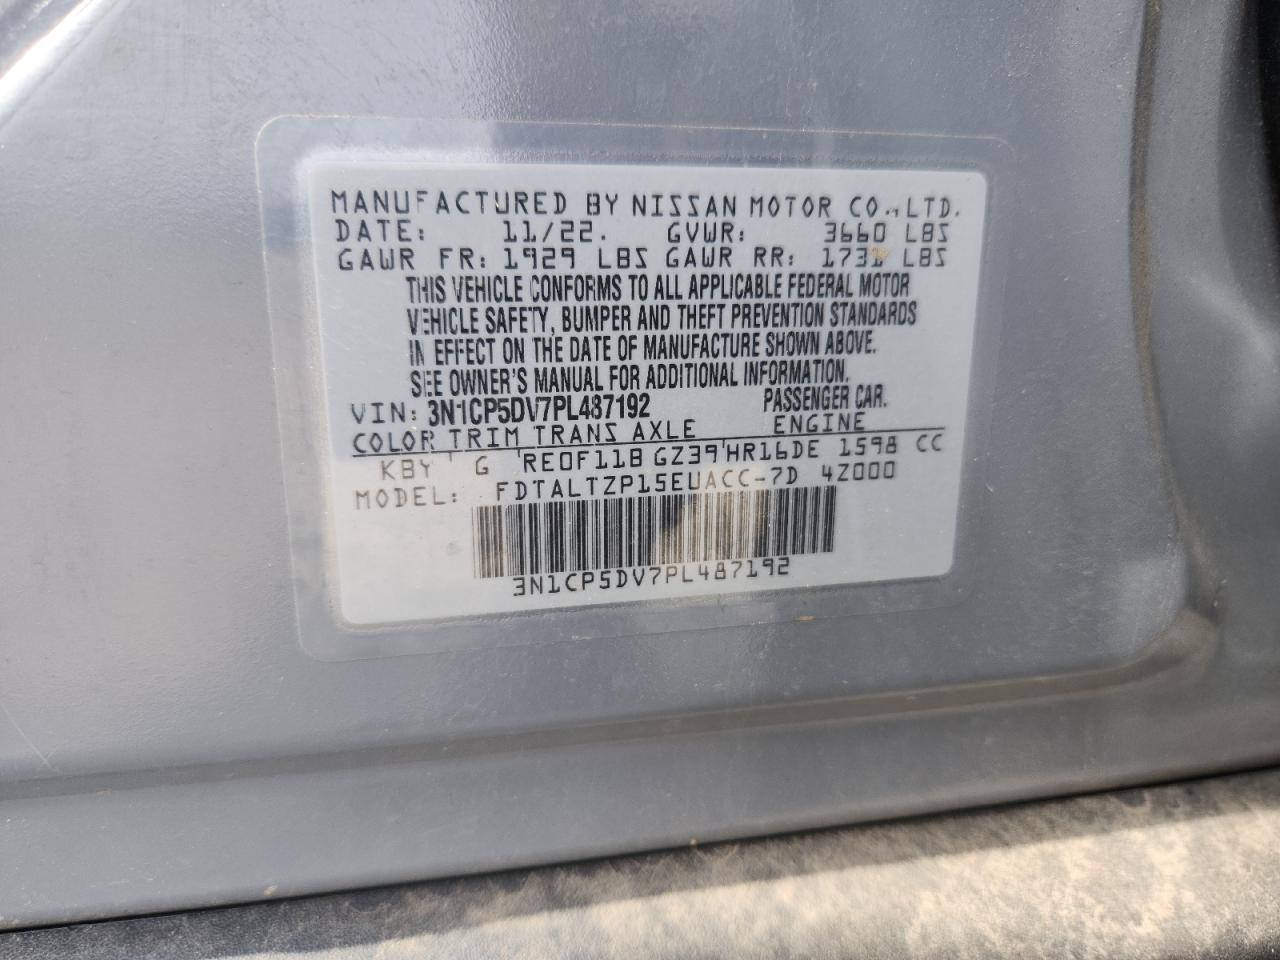 MANUFACTURED BY NISSAN MOTOR CO., LTD.
DATE: 11/22. GVWR: 3660 LBS
GAWR FR: 1929 LBS GAWR RR: 1731 LBS
THIS VEHICLE CONFORMS TO ALL APPLICABLE FEDERAL MOTOR
VEHICLE SAFETY, BUMPER AND THEFT PREVENTION STANDARDS
IN EFFECT ON THE DATE OF MANUFACTURE SHOWN ABOVE.
SEE OWNER'S MANUAL FOR ADDITIONAL INFORMATION.
VIN: 3N1CP5DV7PL487192 PASSENGER CAR.
COLOR TRIM TRANS AXLE ENGINE
KBY G RE0F11B GZ39 HR16DE 1598 CC
MODEL: FDTALTZP15EUACC-7D 4Z000
3N1CP5DV7PL487192